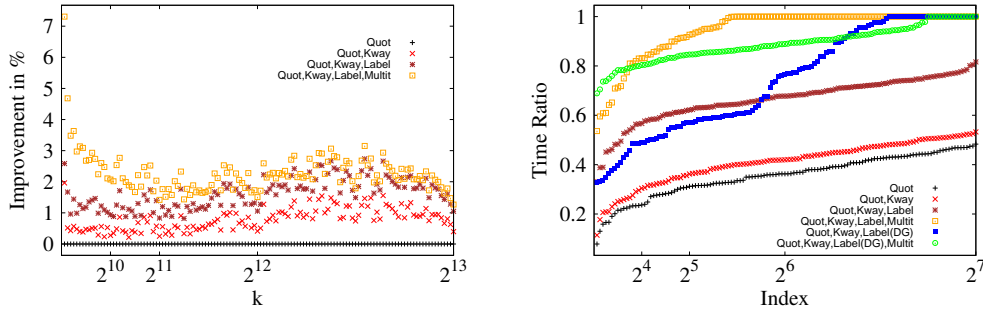 7
6
5
4
3
2
1
0
Improvement in %
Quot
Quot,Kway
Quot,Kway,Label
Quot,Kway,Label,Multit
2^10
2^11
2^12
2^13
k
1
0.8
0.6
0.4
0.2
Time Ratio
Quot
Quot,Kway
Quot,Kway,Label
Quot,Kway,Label,Multit
Quot,Kway,Label(DG)
Quot,Kway,Label(DG),Multit
2^4
2^5
2^6
2^7
Index